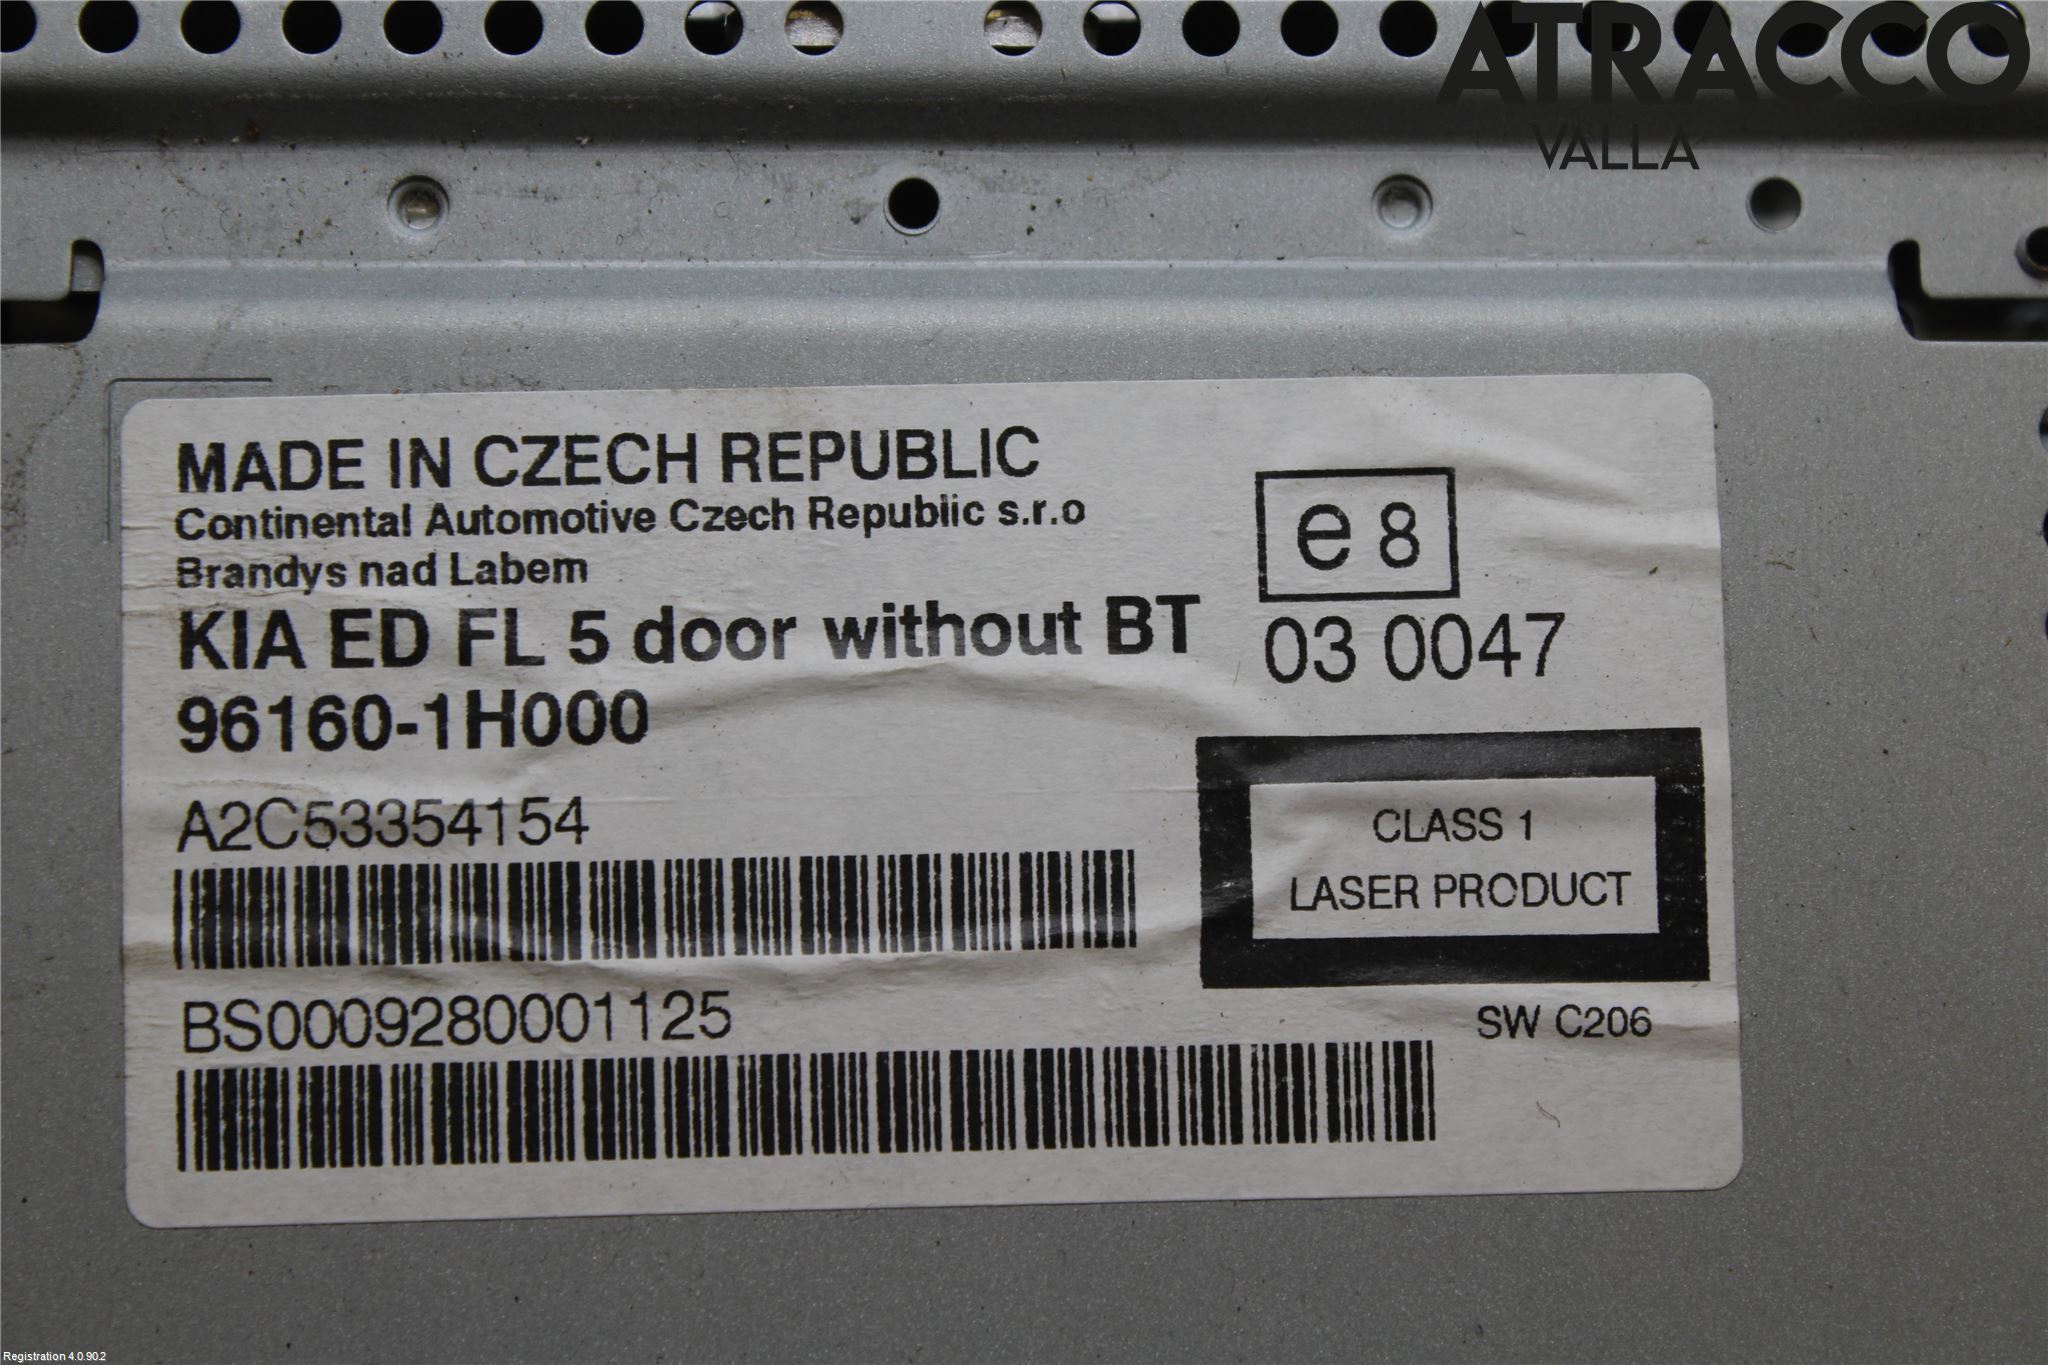 ATRACCO
VALLA
MADE IN CZECH REPUBLIC
Continental Automotive Czech Republic s.r.o
Brandys nad Labem
KIA ED FL 5 door without BT
96160-1H000
e8
03 0047
A2C53354154
CLASS 1
LASER PRODUCT
BS0009280001125
SW C206
Registration 4.0.90.2